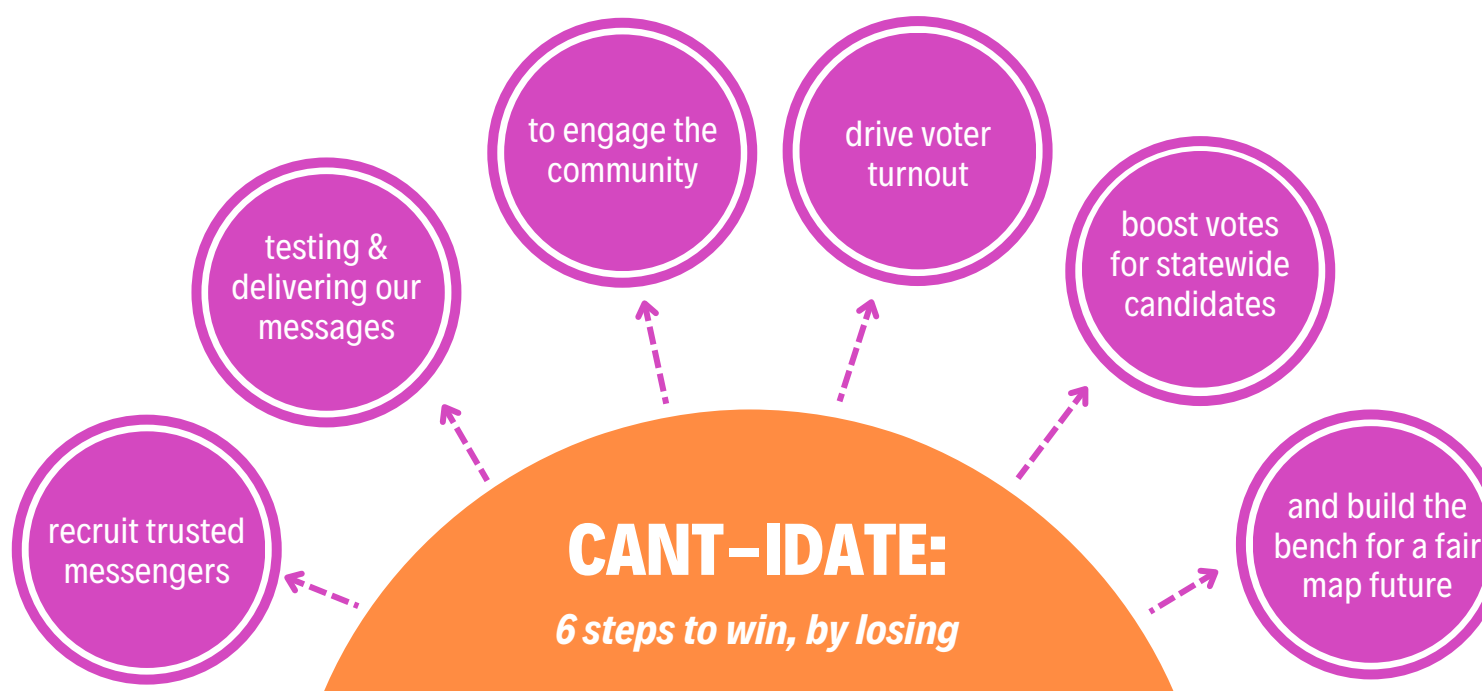 recruit trusted
messengers
testing &
delivering our
messages
to engage the
community
drive voter
turnout
boost votes
for statewide
candidates
and build the
bench for a fair
map future
CANT–IDATE:
6 steps to win, by losing